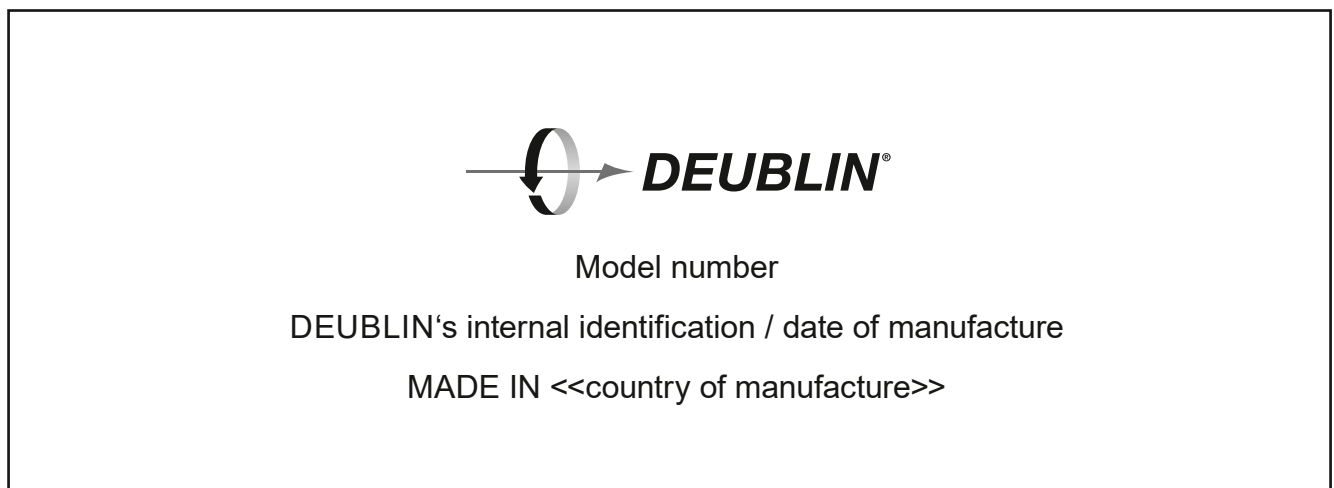 DEUBLIN®
Model number
DEUBLIN‘s internal identification / date of manufacture
MADE IN <<country of manufacture>>